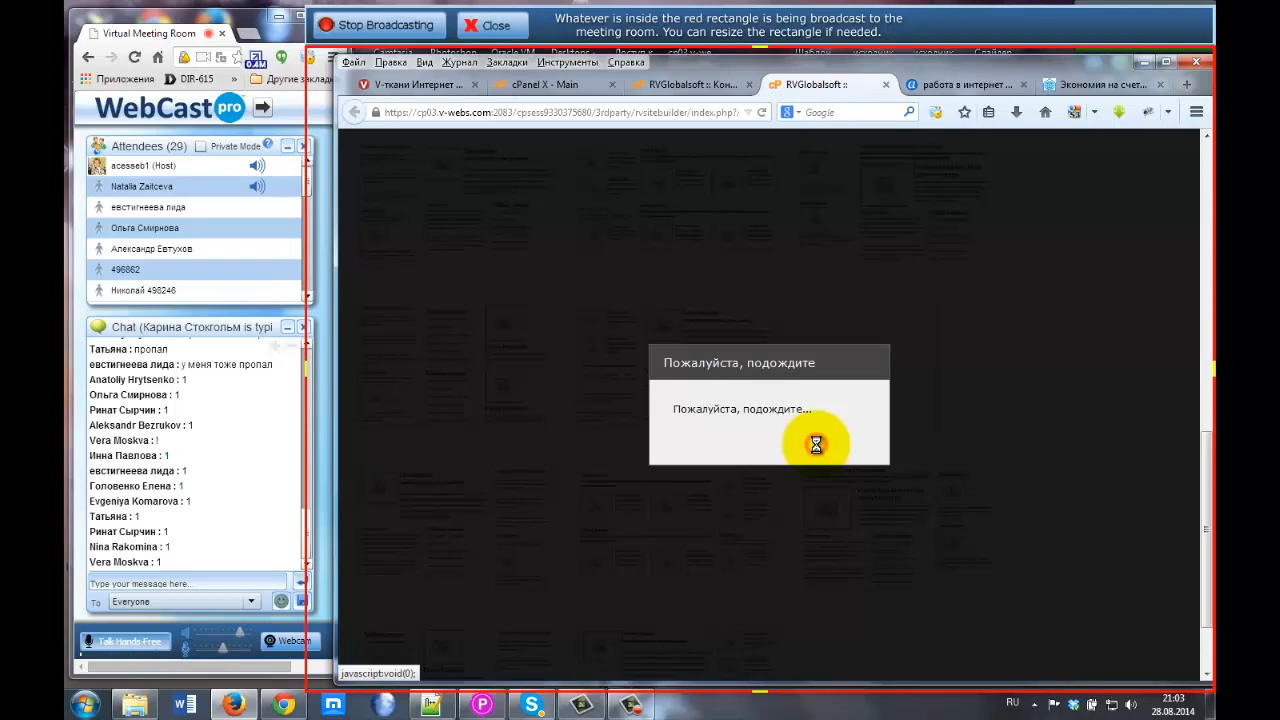 Stop Broadcasting
Close
Whatever is inside the red rectangle is being broadcast to the
meeting room. You can resize the rectangle if needed.
Virtual Meeting Room
Приложения
DIR-615
Другие закладки
WebCast pro
Attendees (29)
Private Mode
acesseb1 (Host)
Natalia Zaitceva
евстигнеева лида
Ольга Смирнова
Александр Евтухов
496862
Николай 496246
Chat (Карина Стокгольм is typi
Татьяна : пропал
евстигнеева лида : у меня тоже пропал
Anatoliy Hrytsenko : 1
Ольга Смирнова : 1
Ринат Сырчин : 1
Aleksandr Bezrukov : 1
Vera Moskva : !
Инна Павлова : 1
евстигнеева лида : 1
Головенко Елена : 1
Evgeniya Komarova : 1
Татьяна : 1
Ринат Сырчин : 1
Nina Rakomina : 1
Vera Moskva : 1
Type your message here...
To
Everyone
Talk Hands-Free
Webcam
Файл Правка Вид Журнал Закладки Инструменты Справка
V-ткани Интернет ...
cPanel X - Main
RVGlobalsoft :: Кон...
RVGlobalsoft ::
работа в интернет ...
Экономия на счет...
https://cp03.v-webs.com:2083/cpsess9330375680/3rdparty/rvsitebuilder/index.php?
Google
Пожалуйста, подождите
Пожалуйста, подождите...
javascript:void(0);
RU
21:03
28.08.2014